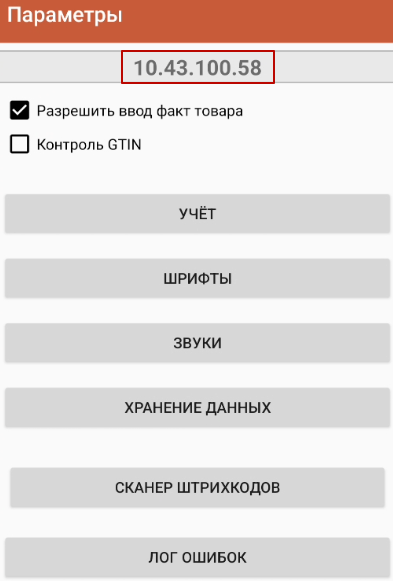 Параметры
10.43.100.58
Разрешить ввод факт товара
Контроль GTIN
УЧЁТ
ШРИФТЫ
ЗВУКИ
ХРАНЕНИЕ ДАННЫХ
СКАНЕР ШТРИХКОДОВ
ЛОГ ОШИБОК